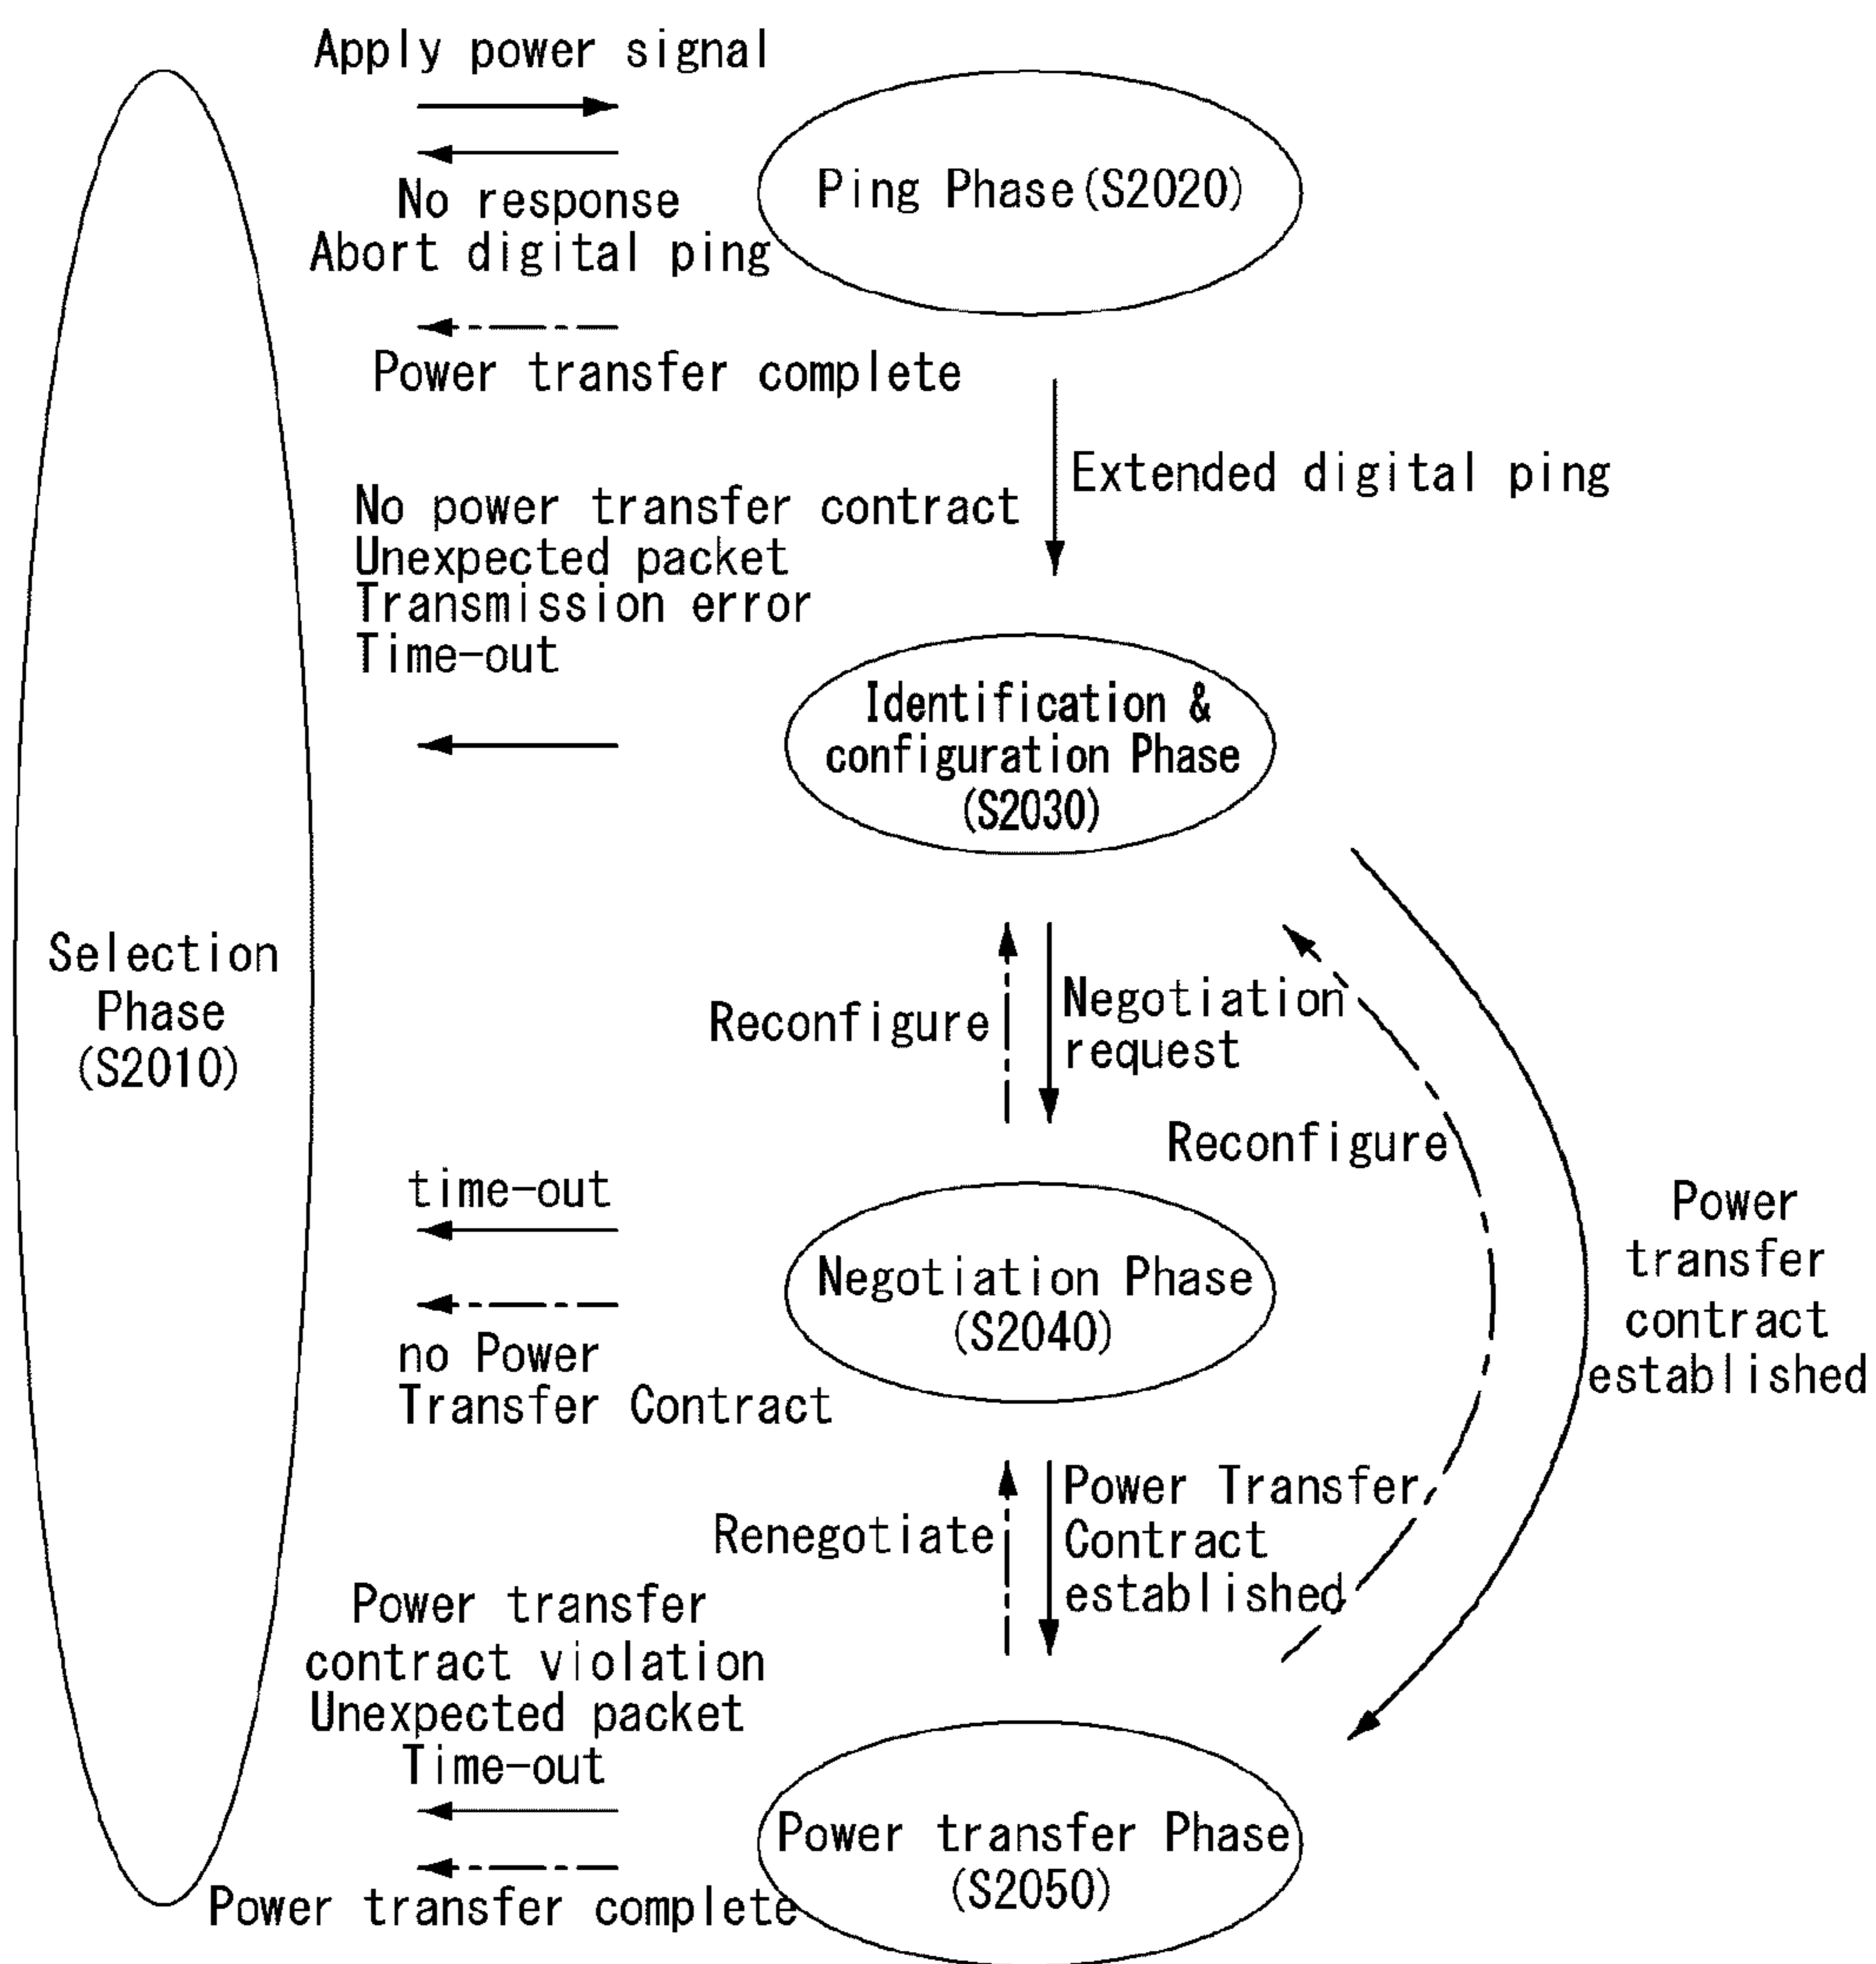 Apply power signal
Ping Phase(S2020)
No response
Abort digital ping
Power transfer complete
Extended digital ping
No power transfer contract
Unexpected packet
Transmission error
Time-out
Identification &
configuration Phase
(S2030)
Selection
Phase
(S2010)
Reconfigure
Negotiation
request
Reconfigure
Power
transfer
contract
established
time-out
Negotiation Phase
(S2040)
no Power
Transfer Contract
Renegotiate
Power Transfer
Contract
established
Power transfer
contract violation
Unexpected packet
Time-out
Power transfer Phase
(S2050)
Power transfer complete